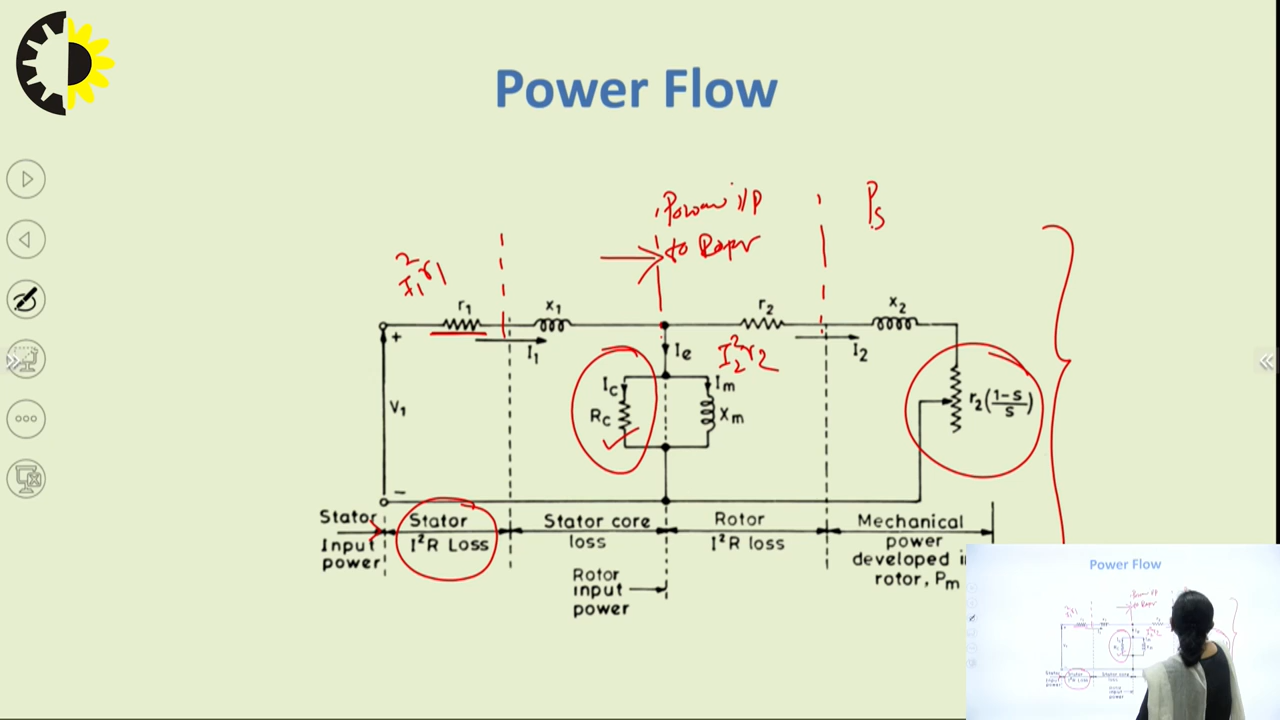 Power Flow
Power i/p
to Rotor
Ps
I₁²r₁
r₁
x₁
r₂
x₂
+
I₁
Ie
I₂²r₂
I₂
Ic
Im
V₁
Rc
Xm
r₂(1-s/s)
−
Stator
Input
power
Stator
I²R Loss
Stator core
loss
Rotor
input
power
Rotor
I²R loss
Mechanical
power
developed i
rotor, Pm
Power Flow